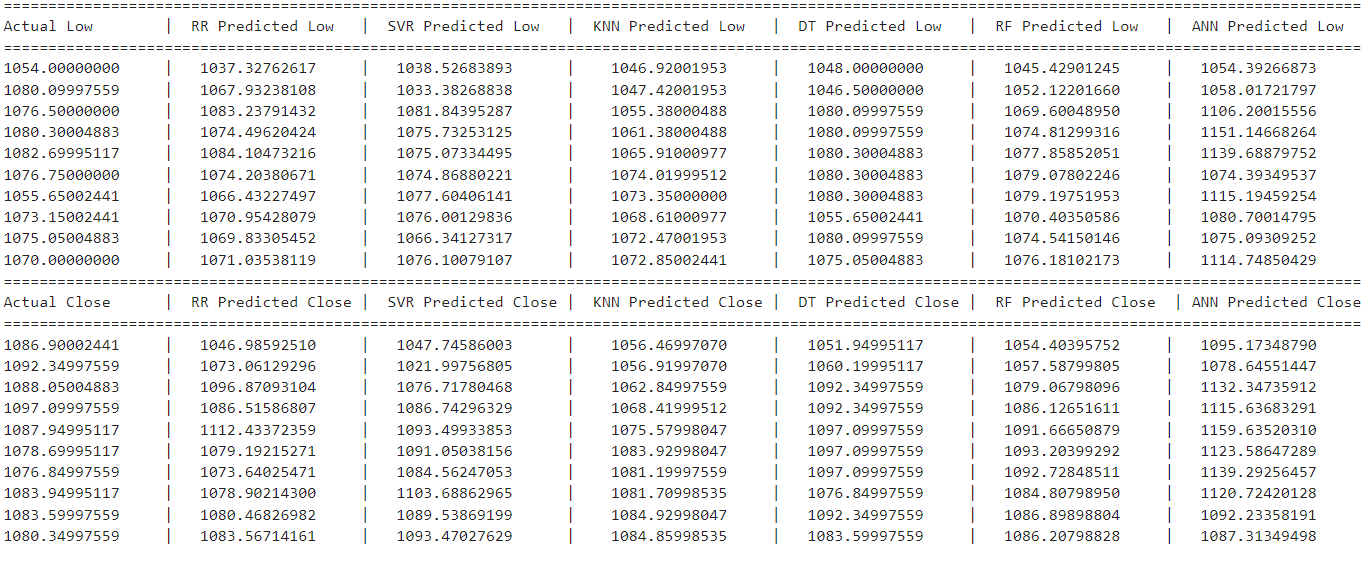 Actual Low | RR Predicted Low | SVR Predicted Low | KNN Predicted Low | DT Predicted Low | RF Predicted Low | ANN Predicted Low
1054.00000000 | 1037.32762617 | 1038.52683893 | 1046.92001953 | 1048.00000000 | 1045.42901245 | 1054.39266873
1080.09997559 | 1067.93238108 | 1033.38268838 | 1047.42001953 | 1046.50000000 | 1052.12201660 | 1058.01721797
1076.50000000 | 1083.23791432 | 1081.84395287 | 1055.38000488 | 1080.09997559 | 1069.60048950 | 1106.20015556
1080.30004883 | 1074.49620424 | 1075.73253125 | 1061.38000488 | 1080.09997559 | 1074.81299316 | 1151.14668264
1082.69995117 | 1084.10473216 | 1075.07334495 | 1065.91000977 | 1080.30004883 | 1077.85852051 | 1139.68879752
1076.75000000 | 1074.20380671 | 1074.86880221 | 1074.01999512 | 1080.30004883 | 1079.07802246 | 1074.39349537
1055.65002441 | 1066.43227497 | 1077.60406141 | 1073.35000000 | 1080.30004883 | 1079.19751953 | 1115.19459254
1073.15002441 | 1070.95428079 | 1076.00129836 | 1068.61000977 | 1055.65002441 | 1070.40350586 | 1080.70014795
1075.05004883 | 1069.83305452 | 1066.34127317 | 1072.47001953 | 1080.09997559 | 1074.54150146 | 1075.09309252
1070.00000000 | 1071.03538119 | 1076.10079107 | 1072.85002441 | 1075.05004883 | 1076.18102173 | 1114.74850429
Actual Close | RR Predicted Close | SVR Predicted Close | KNN Predicted Close | DT Predicted Close | RF Predicted Close | ANN Predicted Close
1086.90002441 | 1046.98592510 | 1047.74586003 | 1056.46997070 | 1051.94995117 | 1054.40395752 | 1095.17348790
1092.34997559 | 1073.06129296 | 1021.99756805 | 1056.91997070 | 1060.19995117 | 1057.58799805 | 1078.64551447
1088.05004883 | 1096.87093104 | 1076.71780468 | 1062.84997559 | 1092.34997559 | 1079.06798096 | 1132.34735912
1097.09997559 | 1086.51586807 | 1086.74296329 | 1068.41999512 | 1092.34997559 | 1086.12651611 | 1115.63683291
1087.94995117 | 1112.43372359 | 1093.49933853 | 1075.57998047 | 1097.09997559 | 1091.66650879 | 1159.63520310
1078.69995117 | 1079.19215271 | 1091.05038156 | 1083.92998047 | 1097.09997559 | 1093.20399292 | 1123.58647289
1076.84997559 | 1073.64025471 | 1084.56247053 | 1081.19997559 | 1097.09997559 | 1092.72848511 | 1139.29256457
1083.94995117 | 1078.90214300 | 1103.68862965 | 1081.70998535 | 1076.84997559 | 1084.80798950 | 1120.72420128
1083.59997559 | 1080.46826982 | 1089.53869199 | 1084.92998047 | 1092.34997559 | 1086.89898804 | 1092.23358191
1080.34997559 | 1083.56714161 | 1093.47027629 | 1084.85998535 | 1083.59997559 | 1086.20798828 | 1087.31349498